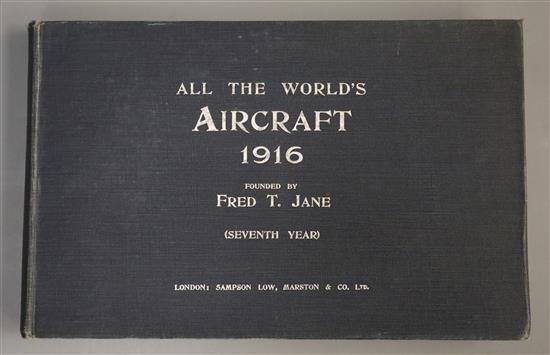 ALL THE WORLD'S
AIRCRAFT
1916
FOUNDED BY
FRED T. JANE
(SEVENTH YEAR)
LONDON: SAMPSON LOW, MARSTON & CO. LTD.